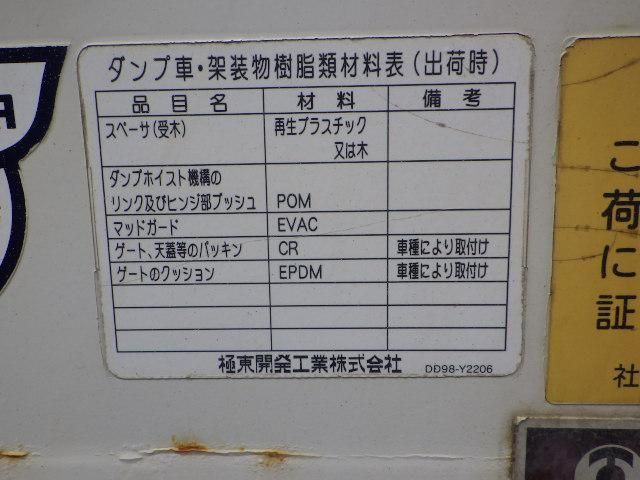 ダンプ車・架装物樹脂類材料表（出荷時）
品目名 材料 備考
スペーサ(受木) 再生プラスチック
又は木
ダンプホイスト機構の
リンク及びヒンジ部ブッシュ POM
マッドガード EVAC
ゲート、天蓋等のパッキン CR 車種により取付け
ゲートのクッション EPDM 車種により取付け
極東開発工業株式会社 DD98-Y2206
こ
荷
に
証
社
A